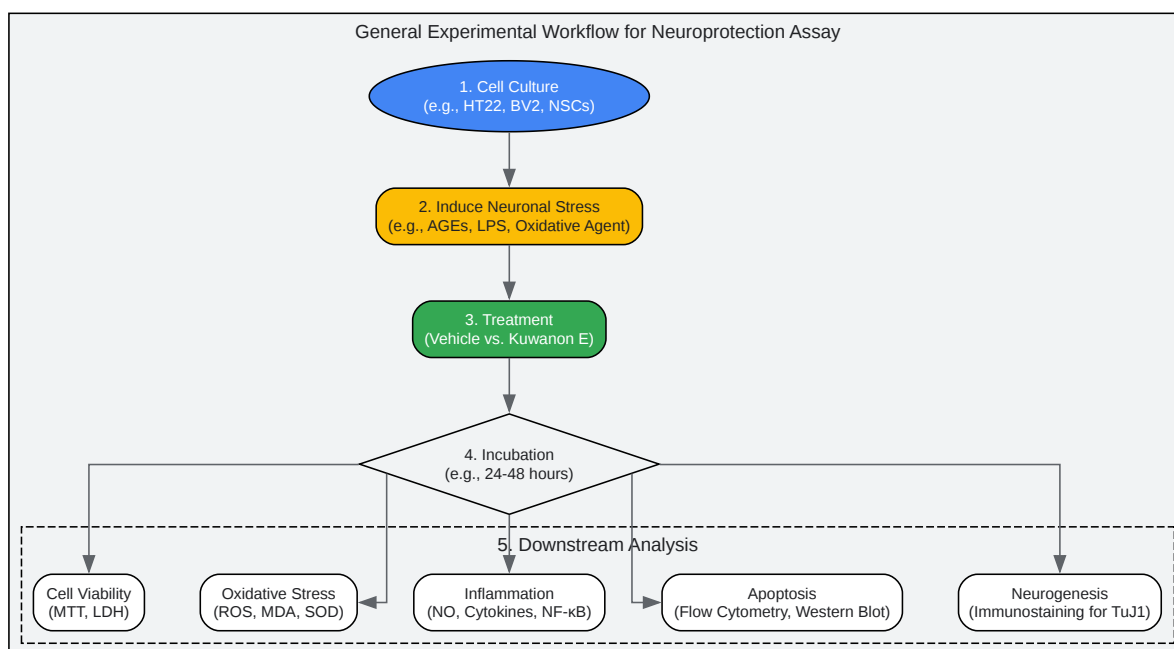 General Experimental Workflow for Neuroprotection Assay
1. Cell Culture
(e.g., HT22, BV2, NSCs)
2. Induce Neuronal Stress
(e.g., AGEs, LPS, Oxidative Agent)
3. Treatment
(Vehicle vs. Kuwanon E)
4. Incubation
(e.g., 24-48 hours)
5. Downstream Analysis
Cell Viability
(MTT, LDH)
Oxidative Stress
(ROS, MDA, SOD)
Inflammation
(NO, Cytokines, NF-κB)
Apoptosis
(Flow Cytometry, Western Blot)
Neurogenesis
(Immunostaining for TuJ1)